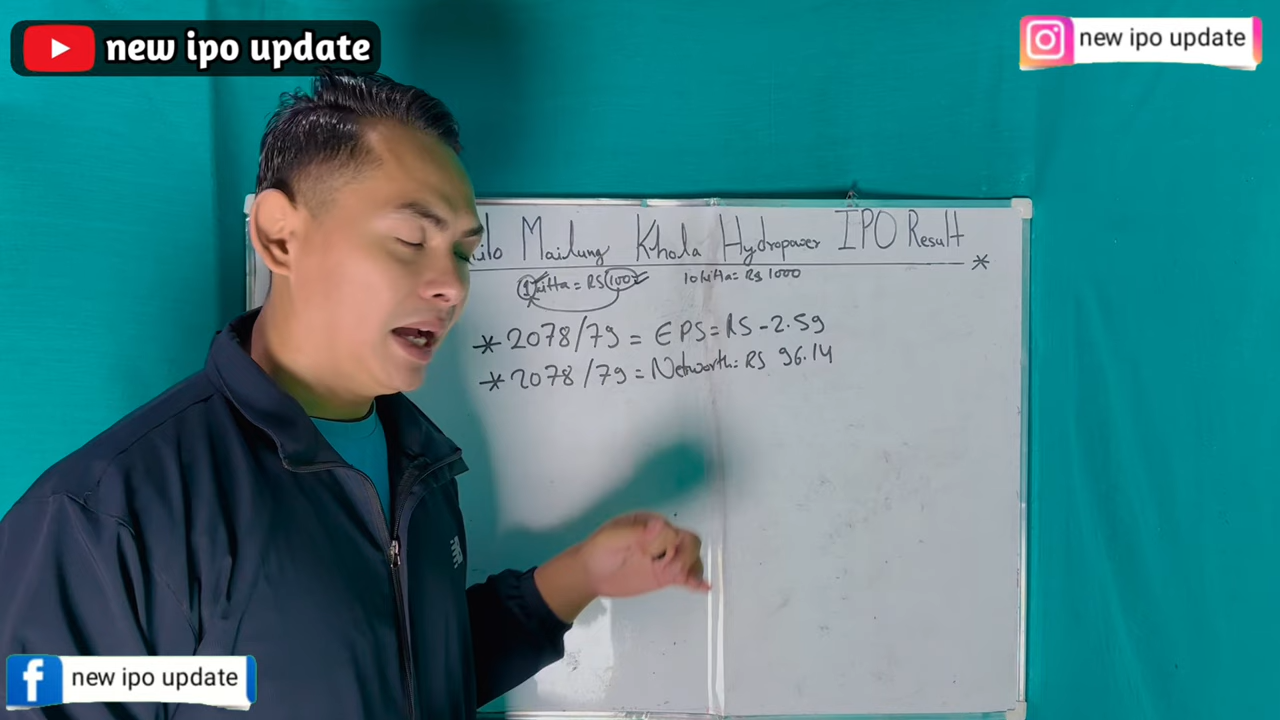 new ipo update
new ipo update
Mailung Khola Hydropower IPO Result
1 kitta = RS 100 10 kitta = Rs 1000
* 2078/79 = EPS = RS -2.59
* 2078/79 = Networth = RS 96.14
new ipo update